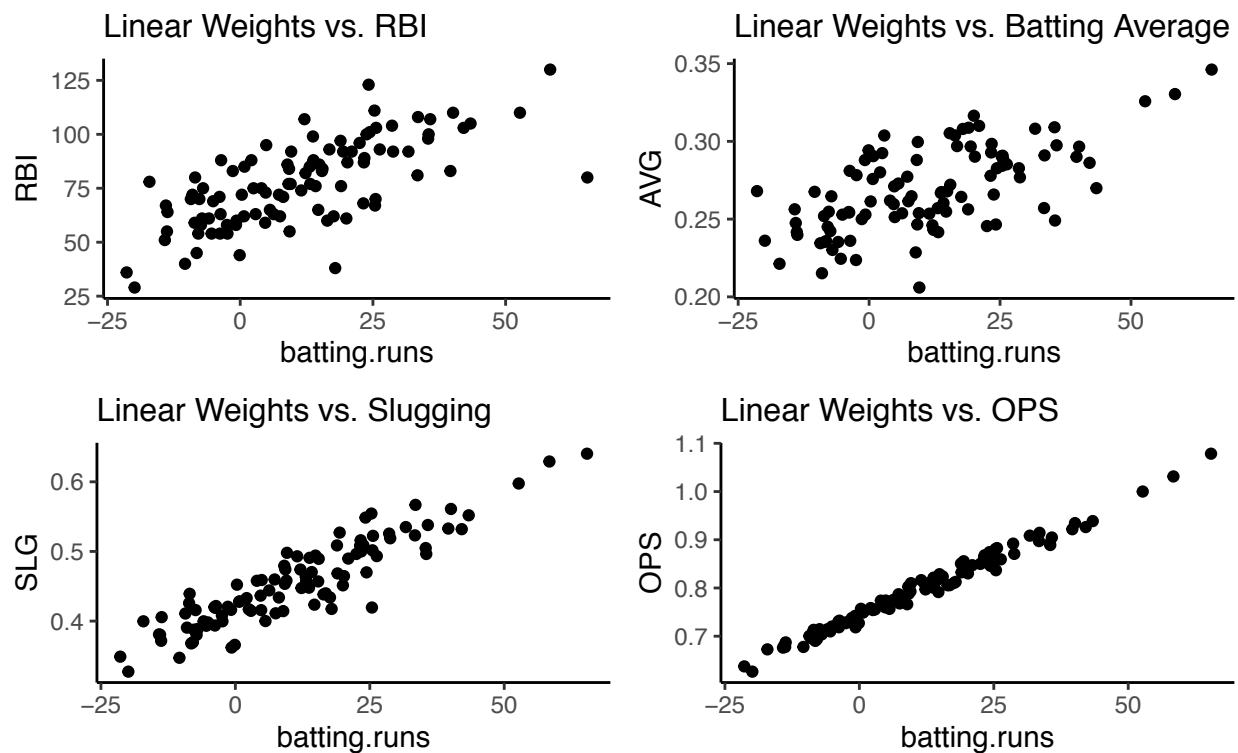 Linear Weights vs. RBI
125
100
75
50
25
RBI
−25 0 25 50
batting.runs
Linear Weights vs. Batting Average
0.35
0.30
0.25
0.20
AVG
−25 0 25 50
batting.runs
Linear Weights vs. Slugging
0.6
0.5
0.4
SLG
−25 0 25 50
batting.runs
Linear Weights vs. OPS
1.1
1.0
0.9
0.8
0.7
OPS
−25 0 25 50
batting.runs